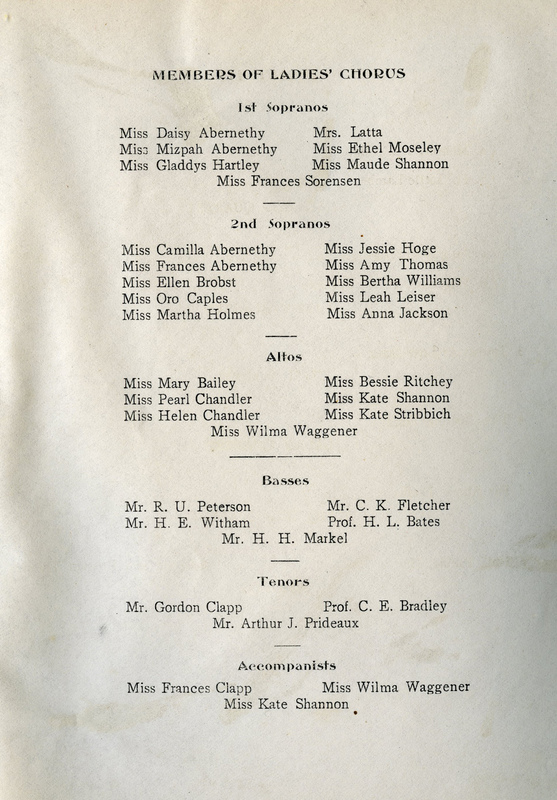 MEMBERS OF LADIES' CHORUS
1st Sopranos
Miss Daisy Abernethy Mrs. Latta
Miss Mizpah Abernethy Miss Ethel Moseley
Miss Gladdys Hartley Miss Maude Shannon
Miss Frances Sorensen
2nd Sopranos
Miss Camilla Abernethy Miss Jessie Hoge
Miss Frances Abernethy Miss Amy Thomas
Miss Ellen Brobst Miss Bertha Williams
Miss Oro Caples Miss Leah Leiser
Miss Martha Holmes Miss Anna Jackson
Altos
Miss Mary Bailey Miss Bessie Ritchey
Miss Pearl Chandler Miss Kate Shannon
Miss Helen Chandler Miss Kate Stribbich
Miss Wilma Waggener
Basses
Mr. R. U. Peterson Mr. C. K. Fletcher
Mr. H. E. Witham Prof. H. L. Bates
Mr. H. H. Markel
Tenors
Mr. Gordon Clapp Prof. C. E. Bradley
Mr. Arthur J. Prideaux
Accompanists
Miss Frances Clapp Miss Wilma Waggener
Miss Kate Shannon